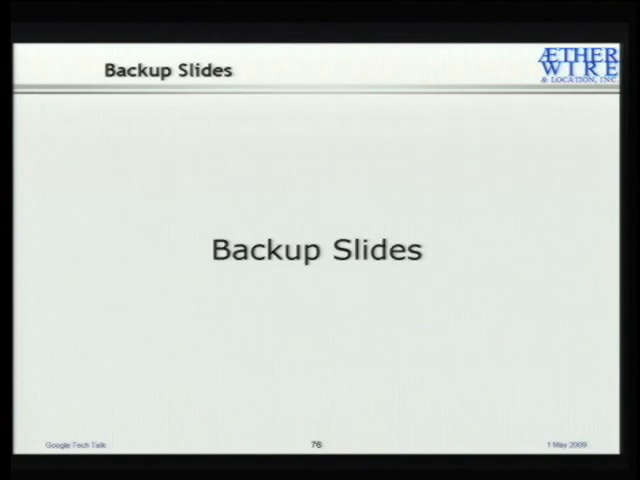 Backup Slides
ÆTHER
WIRE
& LOCATION, INC.
Backup Slides
Google Tech Talk
76
1 May 2009